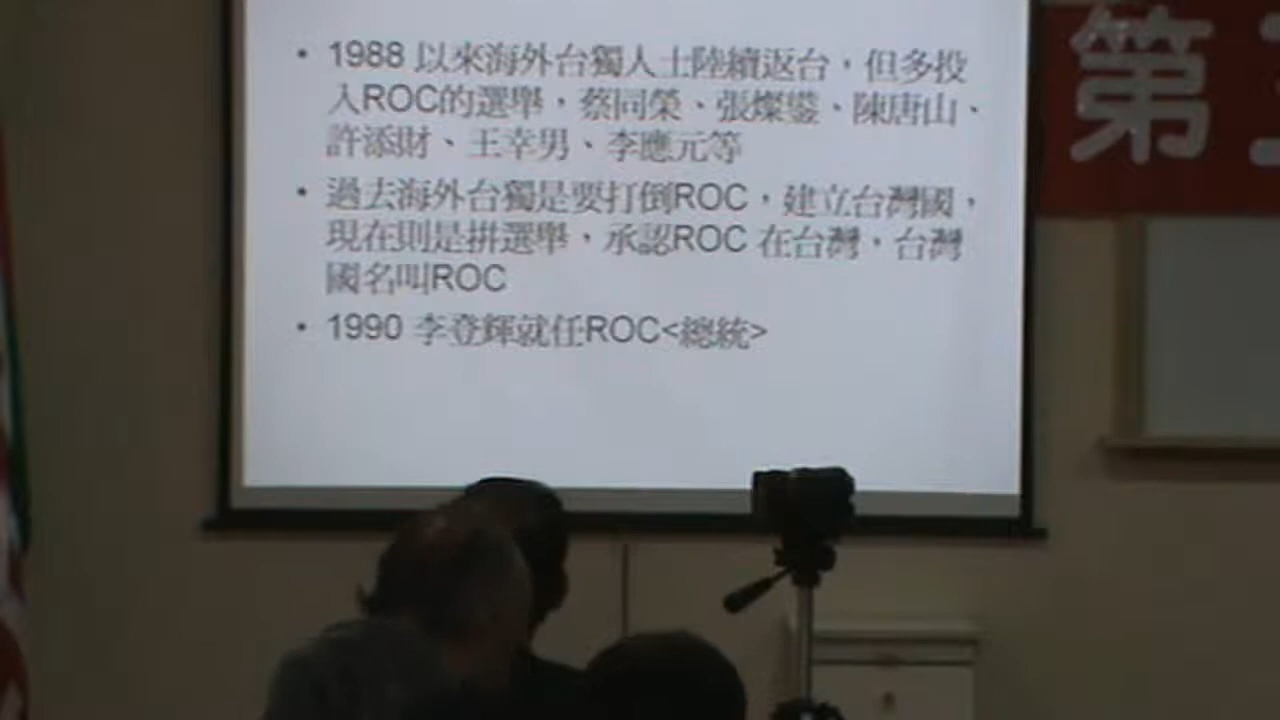 • 1988 以來海外台獨人士陸續返台，但多投
入ROC的選舉，蔡同榮、張燦鍙、陳唐山、
許添財、王幸男、李應元等
• 過去海外台獨是要打倒ROC，建立台灣國，
現在則是拚選舉，承認ROC 在台灣，台灣
國名叫ROC
• 1990 李登輝就任ROC<總統>
第